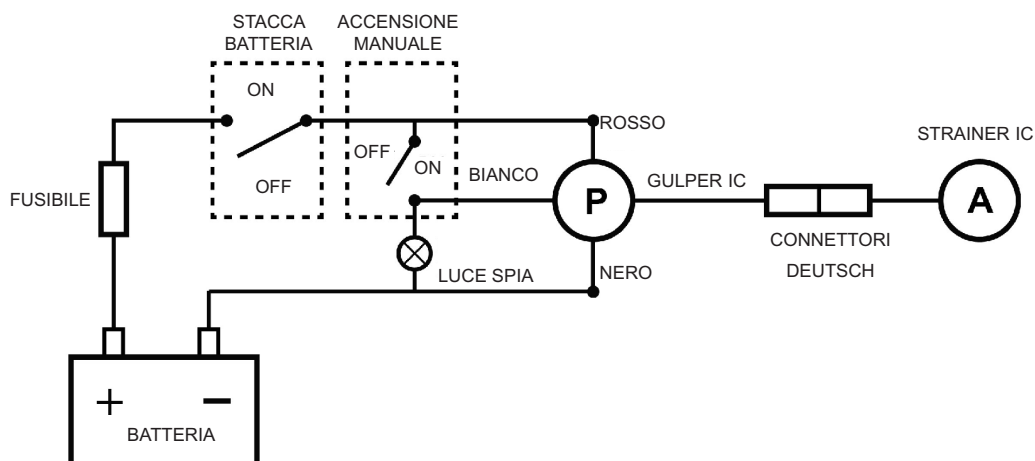 STACCA
BATTERIA
ACCENSIONE
MANUALE
ON
OFF
OFF
ON
FUSIBILE
ROSSO
BIANCO
P
GULPER IC
STRAINER IC
A
CONNETTORI
DEUTSCH
LUCE SPIA
NERO
+
−
BATTERIA